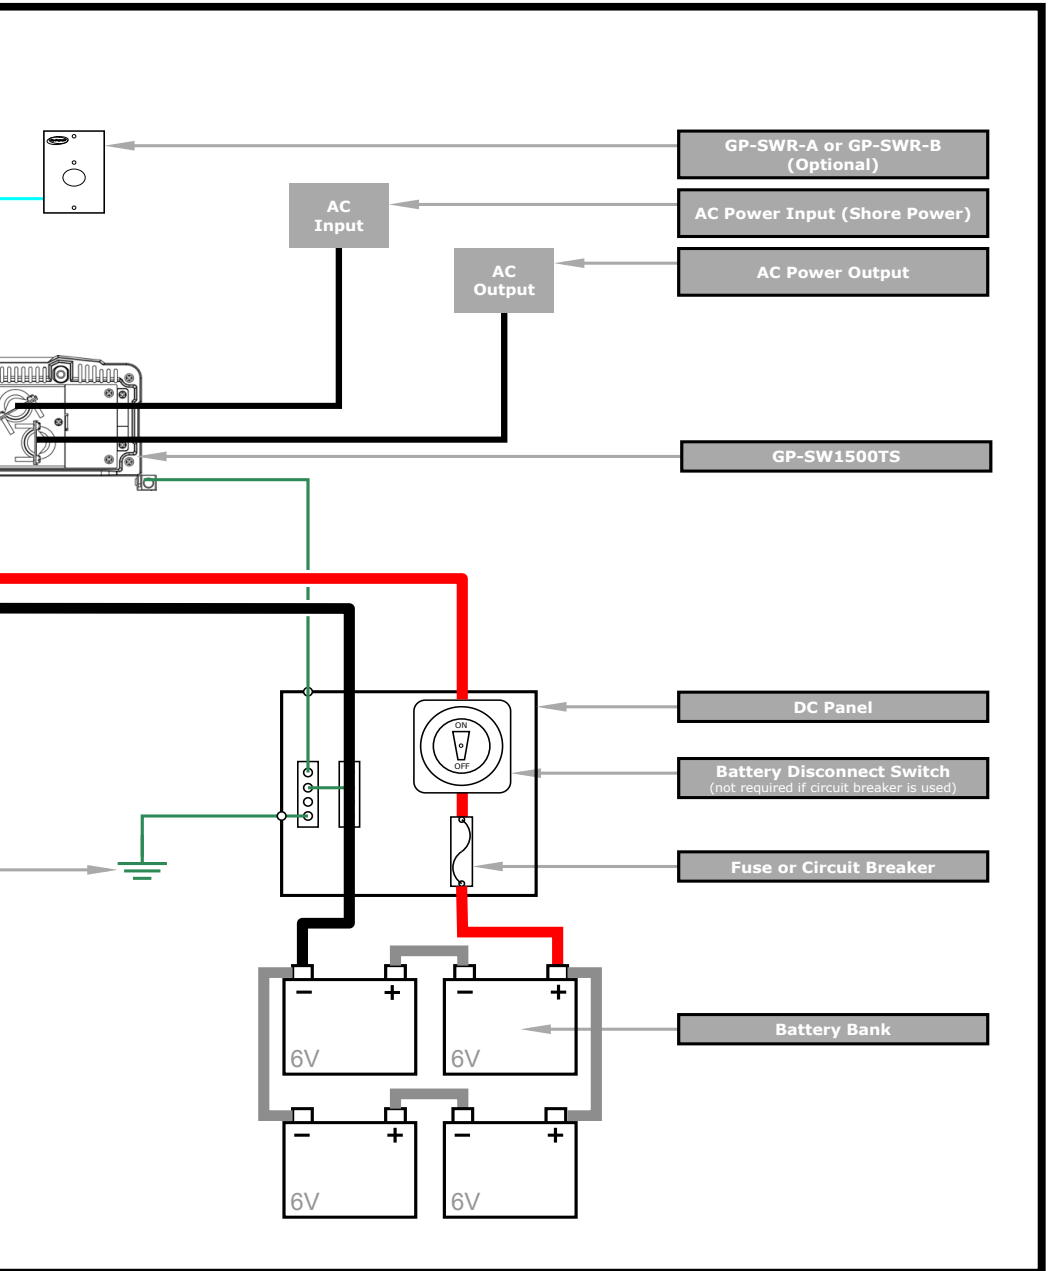 GP-SWR-A or GP-SWR-B
(Optional)
AC
Input
AC Power Input (Shore Power)
AC
Output
AC Power Output
GP-SW1500TS
DC Panel
ON
OFF
Battery Disconnect Switch
(not required if circuit breaker is used)
Fuse or Circuit Breaker
− + − +
6V 6V
Battery Bank
− + − +
6V 6V